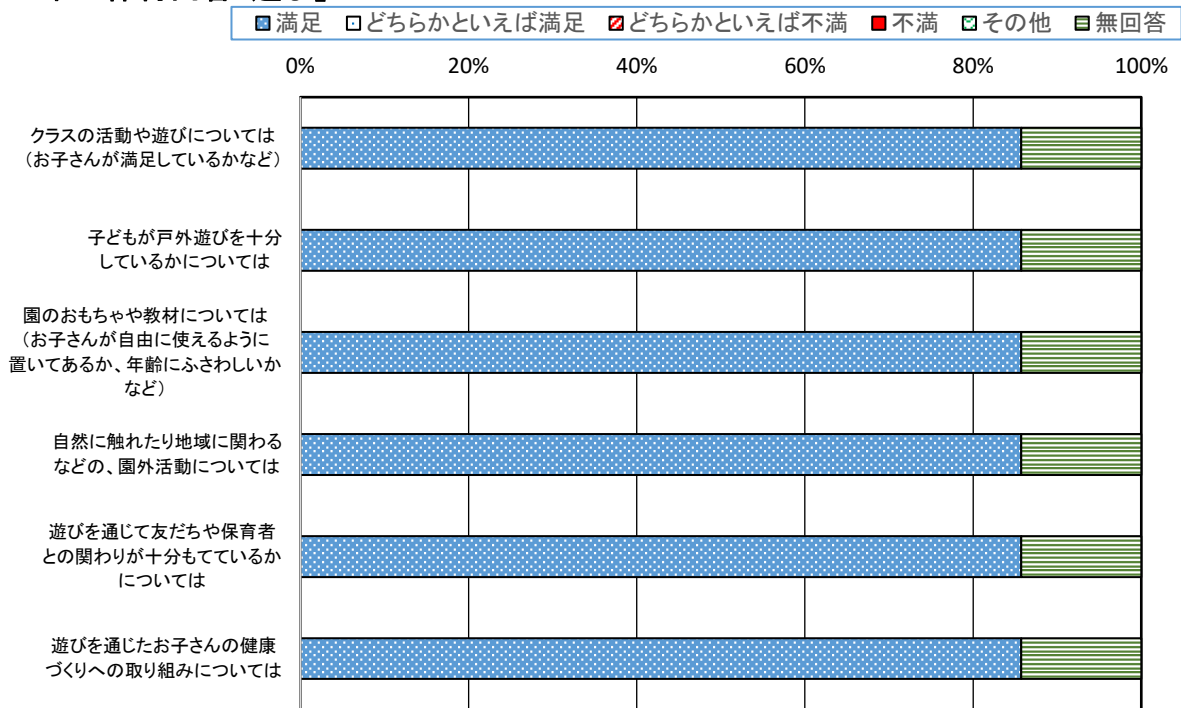 満足 どちらかといえば満足 どちらかといえば不満 不満 その他 無回答
0% 20% 40% 60% 80% 100%
クラスの活動や遊びについては
（お子さんが満足しているかなど）
子どもが戸外遊びを十分
しているかについては
園のおもちゃや教材については
（お子さんが自由に使えるように
置いてあるか、年齢にふさわしいか
など）
自然に触れたり地域に関わる
などの、園外活動については
遊びを通じて友だちや保育者
との関わりが十分もてているか
については
遊びを通じたお子さんの健康
づくりへの取り組みについては